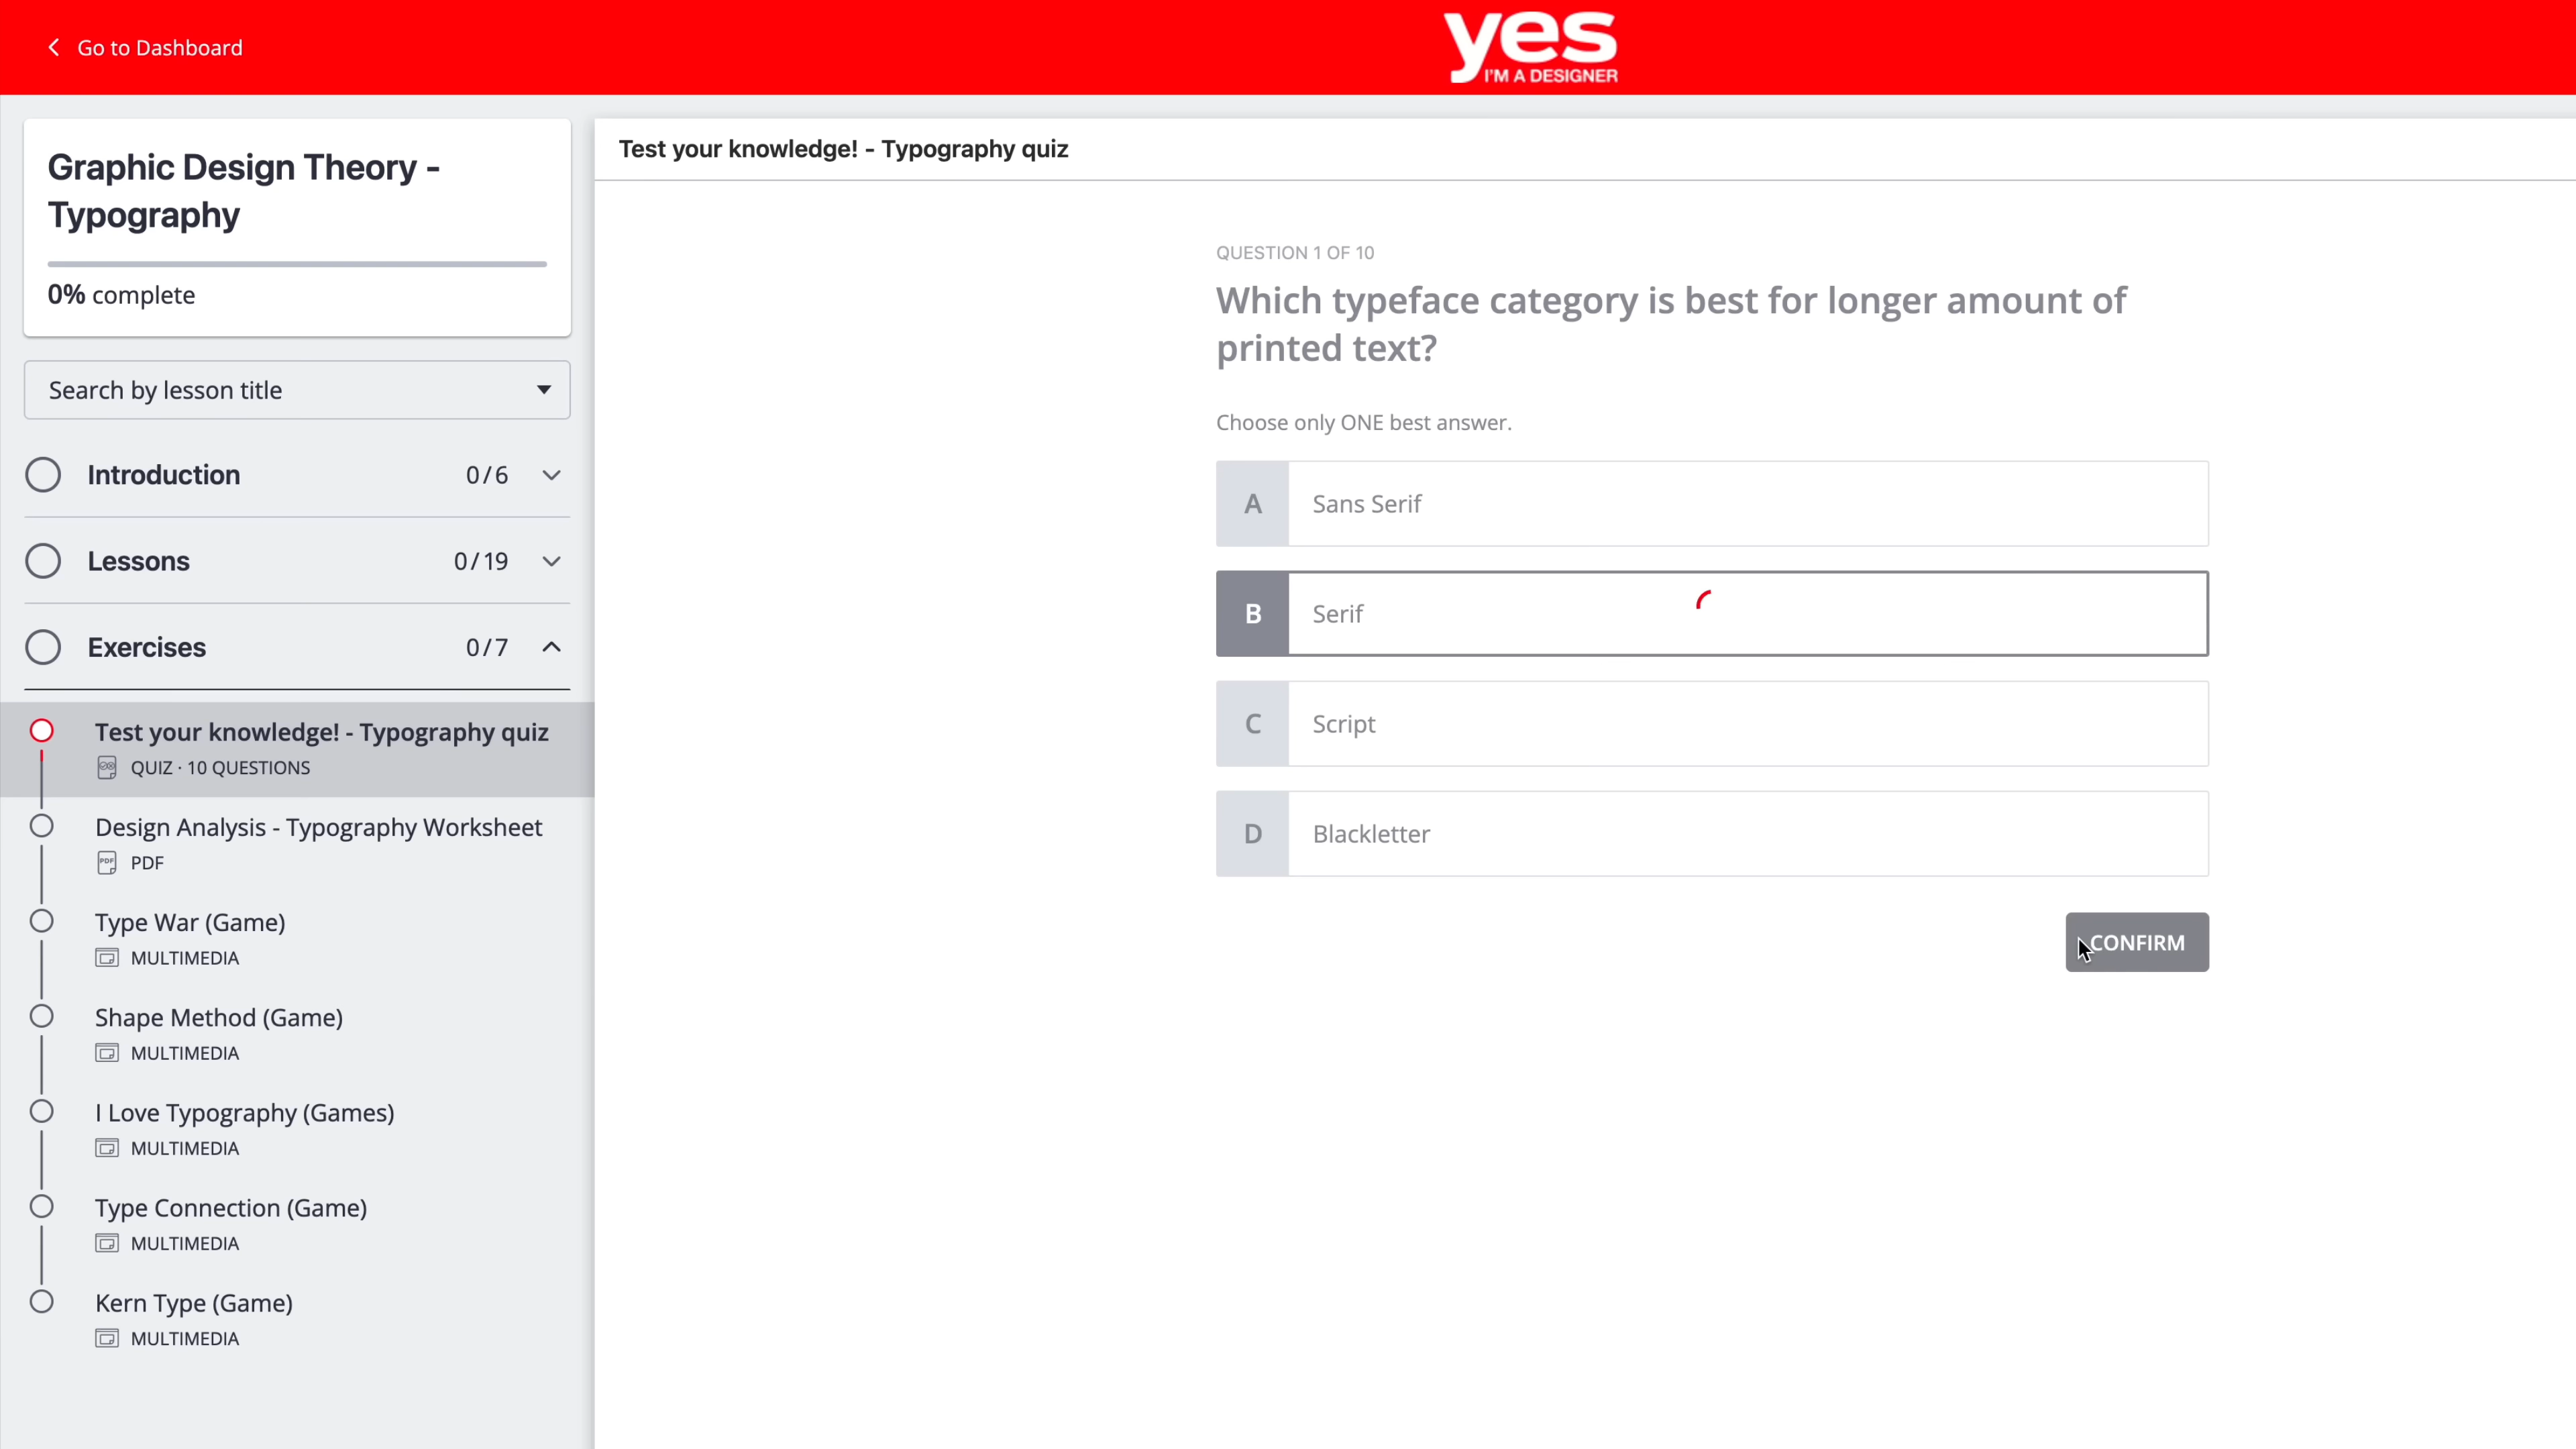 Go to Dashboard
yes
I'M A DESIGNER
Graphic Design Theory -
Typography
0% complete
Search by lesson title
Introduction 0/6
Lessons 0/19
Exercises 0/7
Test your knowledge! - Typography quiz
QUIZ · 10 QUESTIONS
Design Analysis - Typography Worksheet
PDF
PDF
Type War (Game)
MULTIMEDIA
Shape Method (Game)
MULTIMEDIA
I Love Typography (Games)
MULTIMEDIA
Type Connection (Game)
MULTIMEDIA
Kern Type (Game)
MULTIMEDIA
Test your knowledge! - Typography quiz
QUESTION 1 OF 10
Which typeface category is best for longer amount of
printed text?
Choose only ONE best answer.
A Sans Serif
B Serif
C Script
D Blackletter
CONFIRM